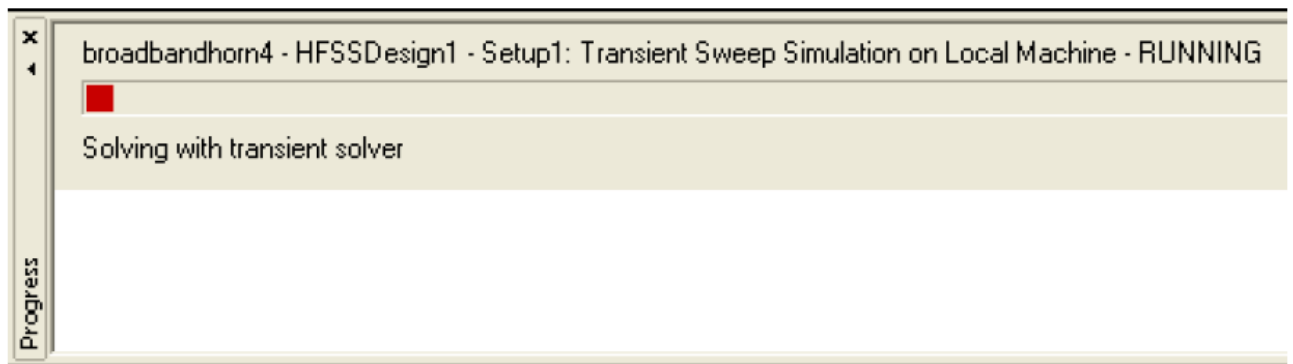 broadbandhorn4 - HFSSDesign1 - Setup1: Transient Sweep Simulation on Local Machine - RUNNING
Solving with transient solver
Progress